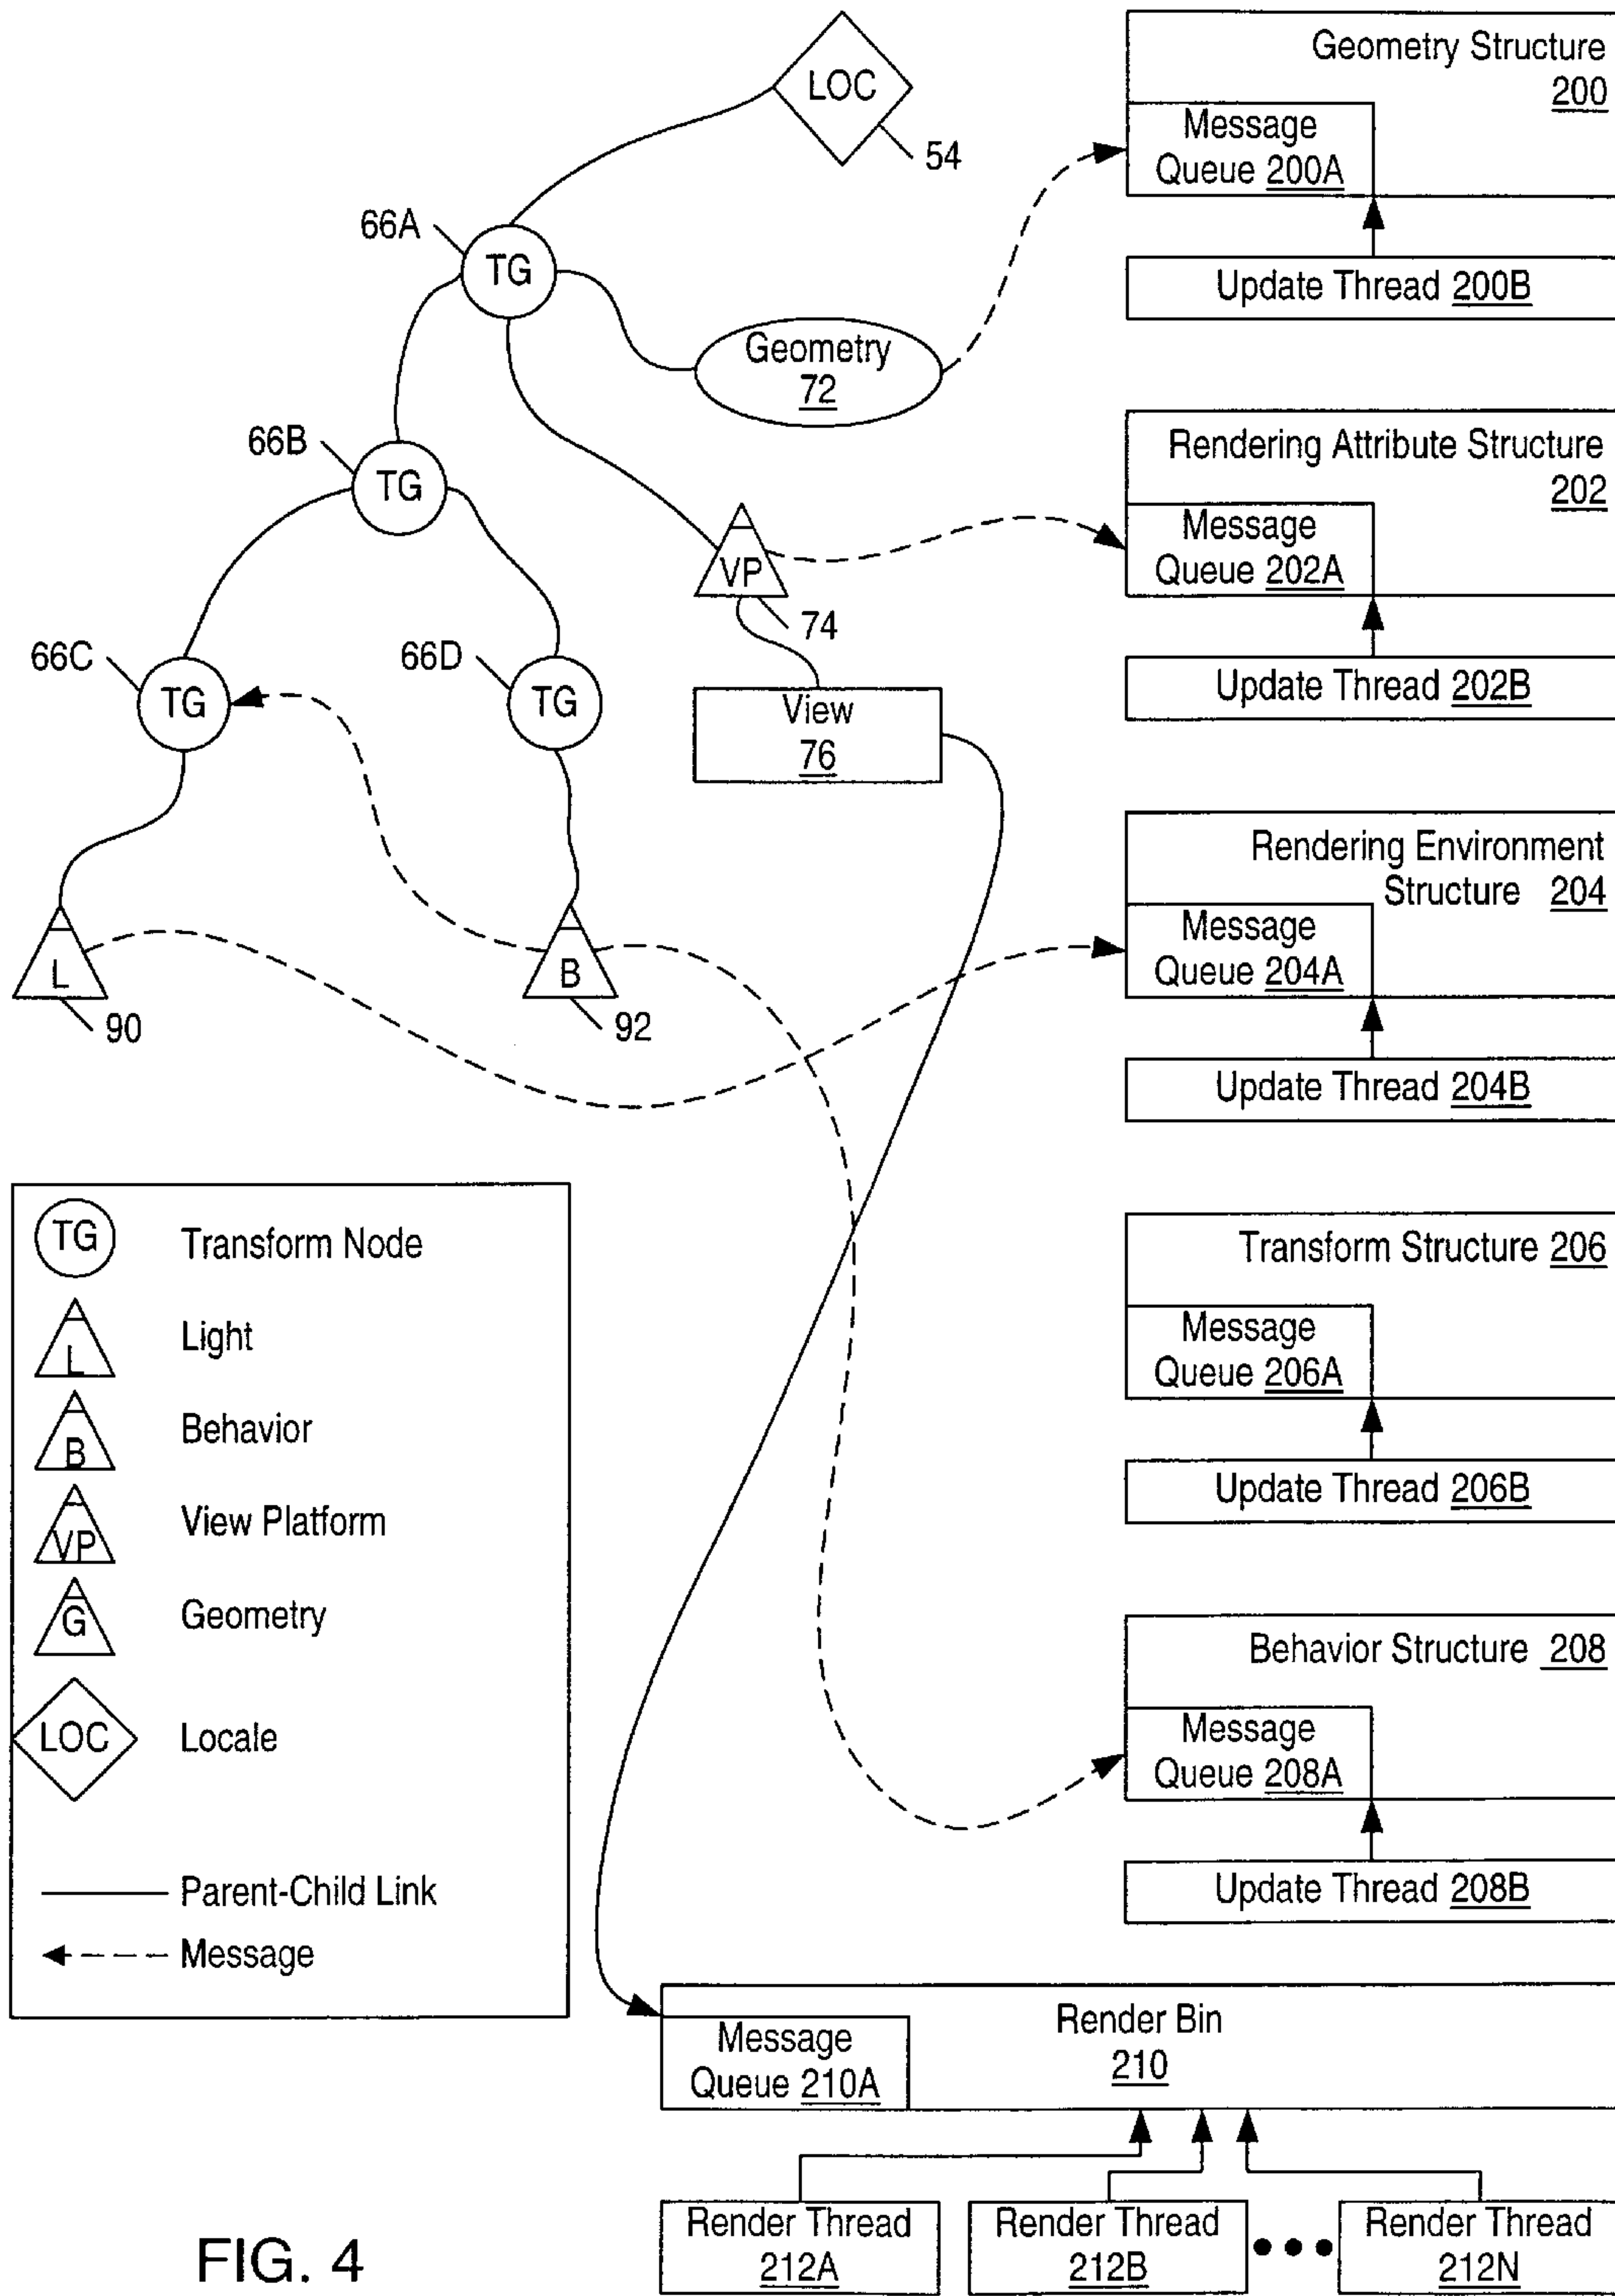 LOC
54
66A
TG
Geometry
72
66B
TG
VP
74
66C
TG
66D
TG
View
76
L
90
B
92
Geometry Structure
200
Message
Queue 200A
Update Thread 200B
Rendering Attribute Structure
202
Message
Queue 202A
Update Thread 202B
Rendering Environment
Structure 204
Message
Queue 204A
Update Thread 204B
Transform Structure 206
Message
Queue 206A
Update Thread 206B
Behavior Structure 208
Message
Queue 208A
Update Thread 208B
TG Transform Node
L Light
B Behavior
VP View Platform
G Geometry
LOC Locale
Parent-Child Link
Message
Render Bin
210
Message
Queue 210A
Render Thread
212A
Render Thread
212B
Render Thread
212N
FIG. 4